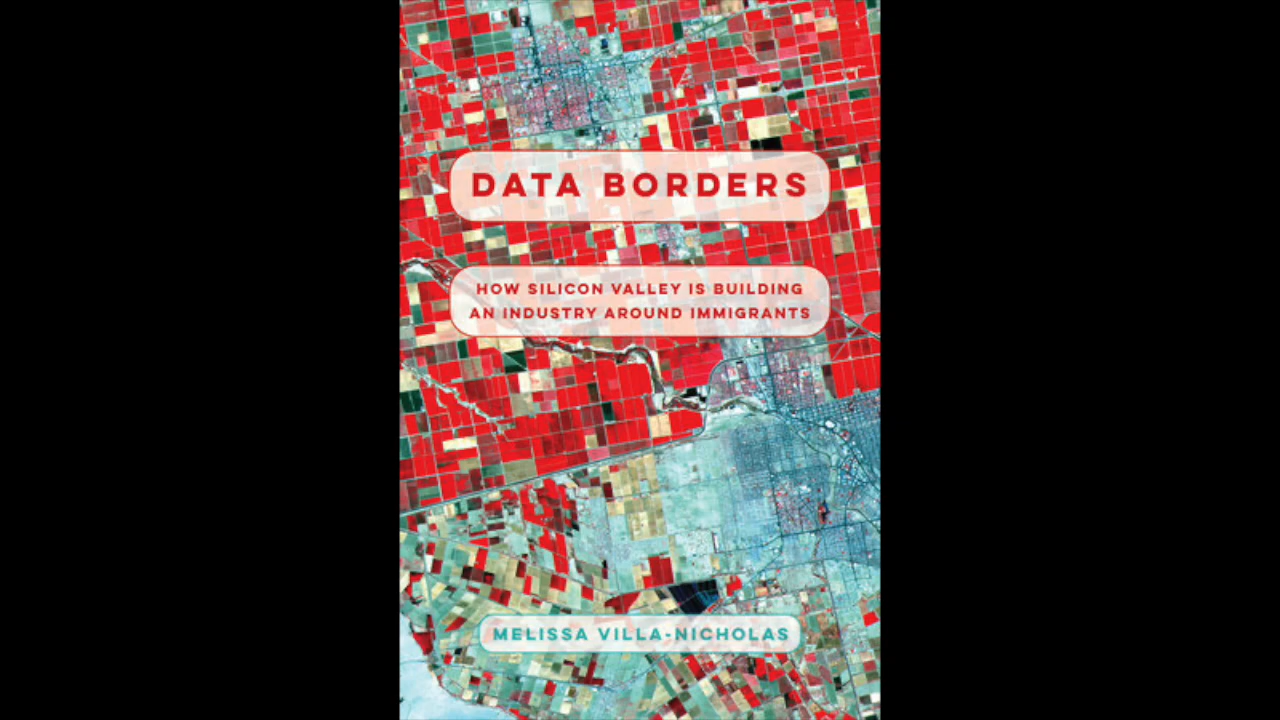 DATA BORDERS
HOW SILICON VALLEY IS BUILDING
AN INDUSTRY AROUND IMMIGRANTS
MELISSA VILLA-NICHOLAS